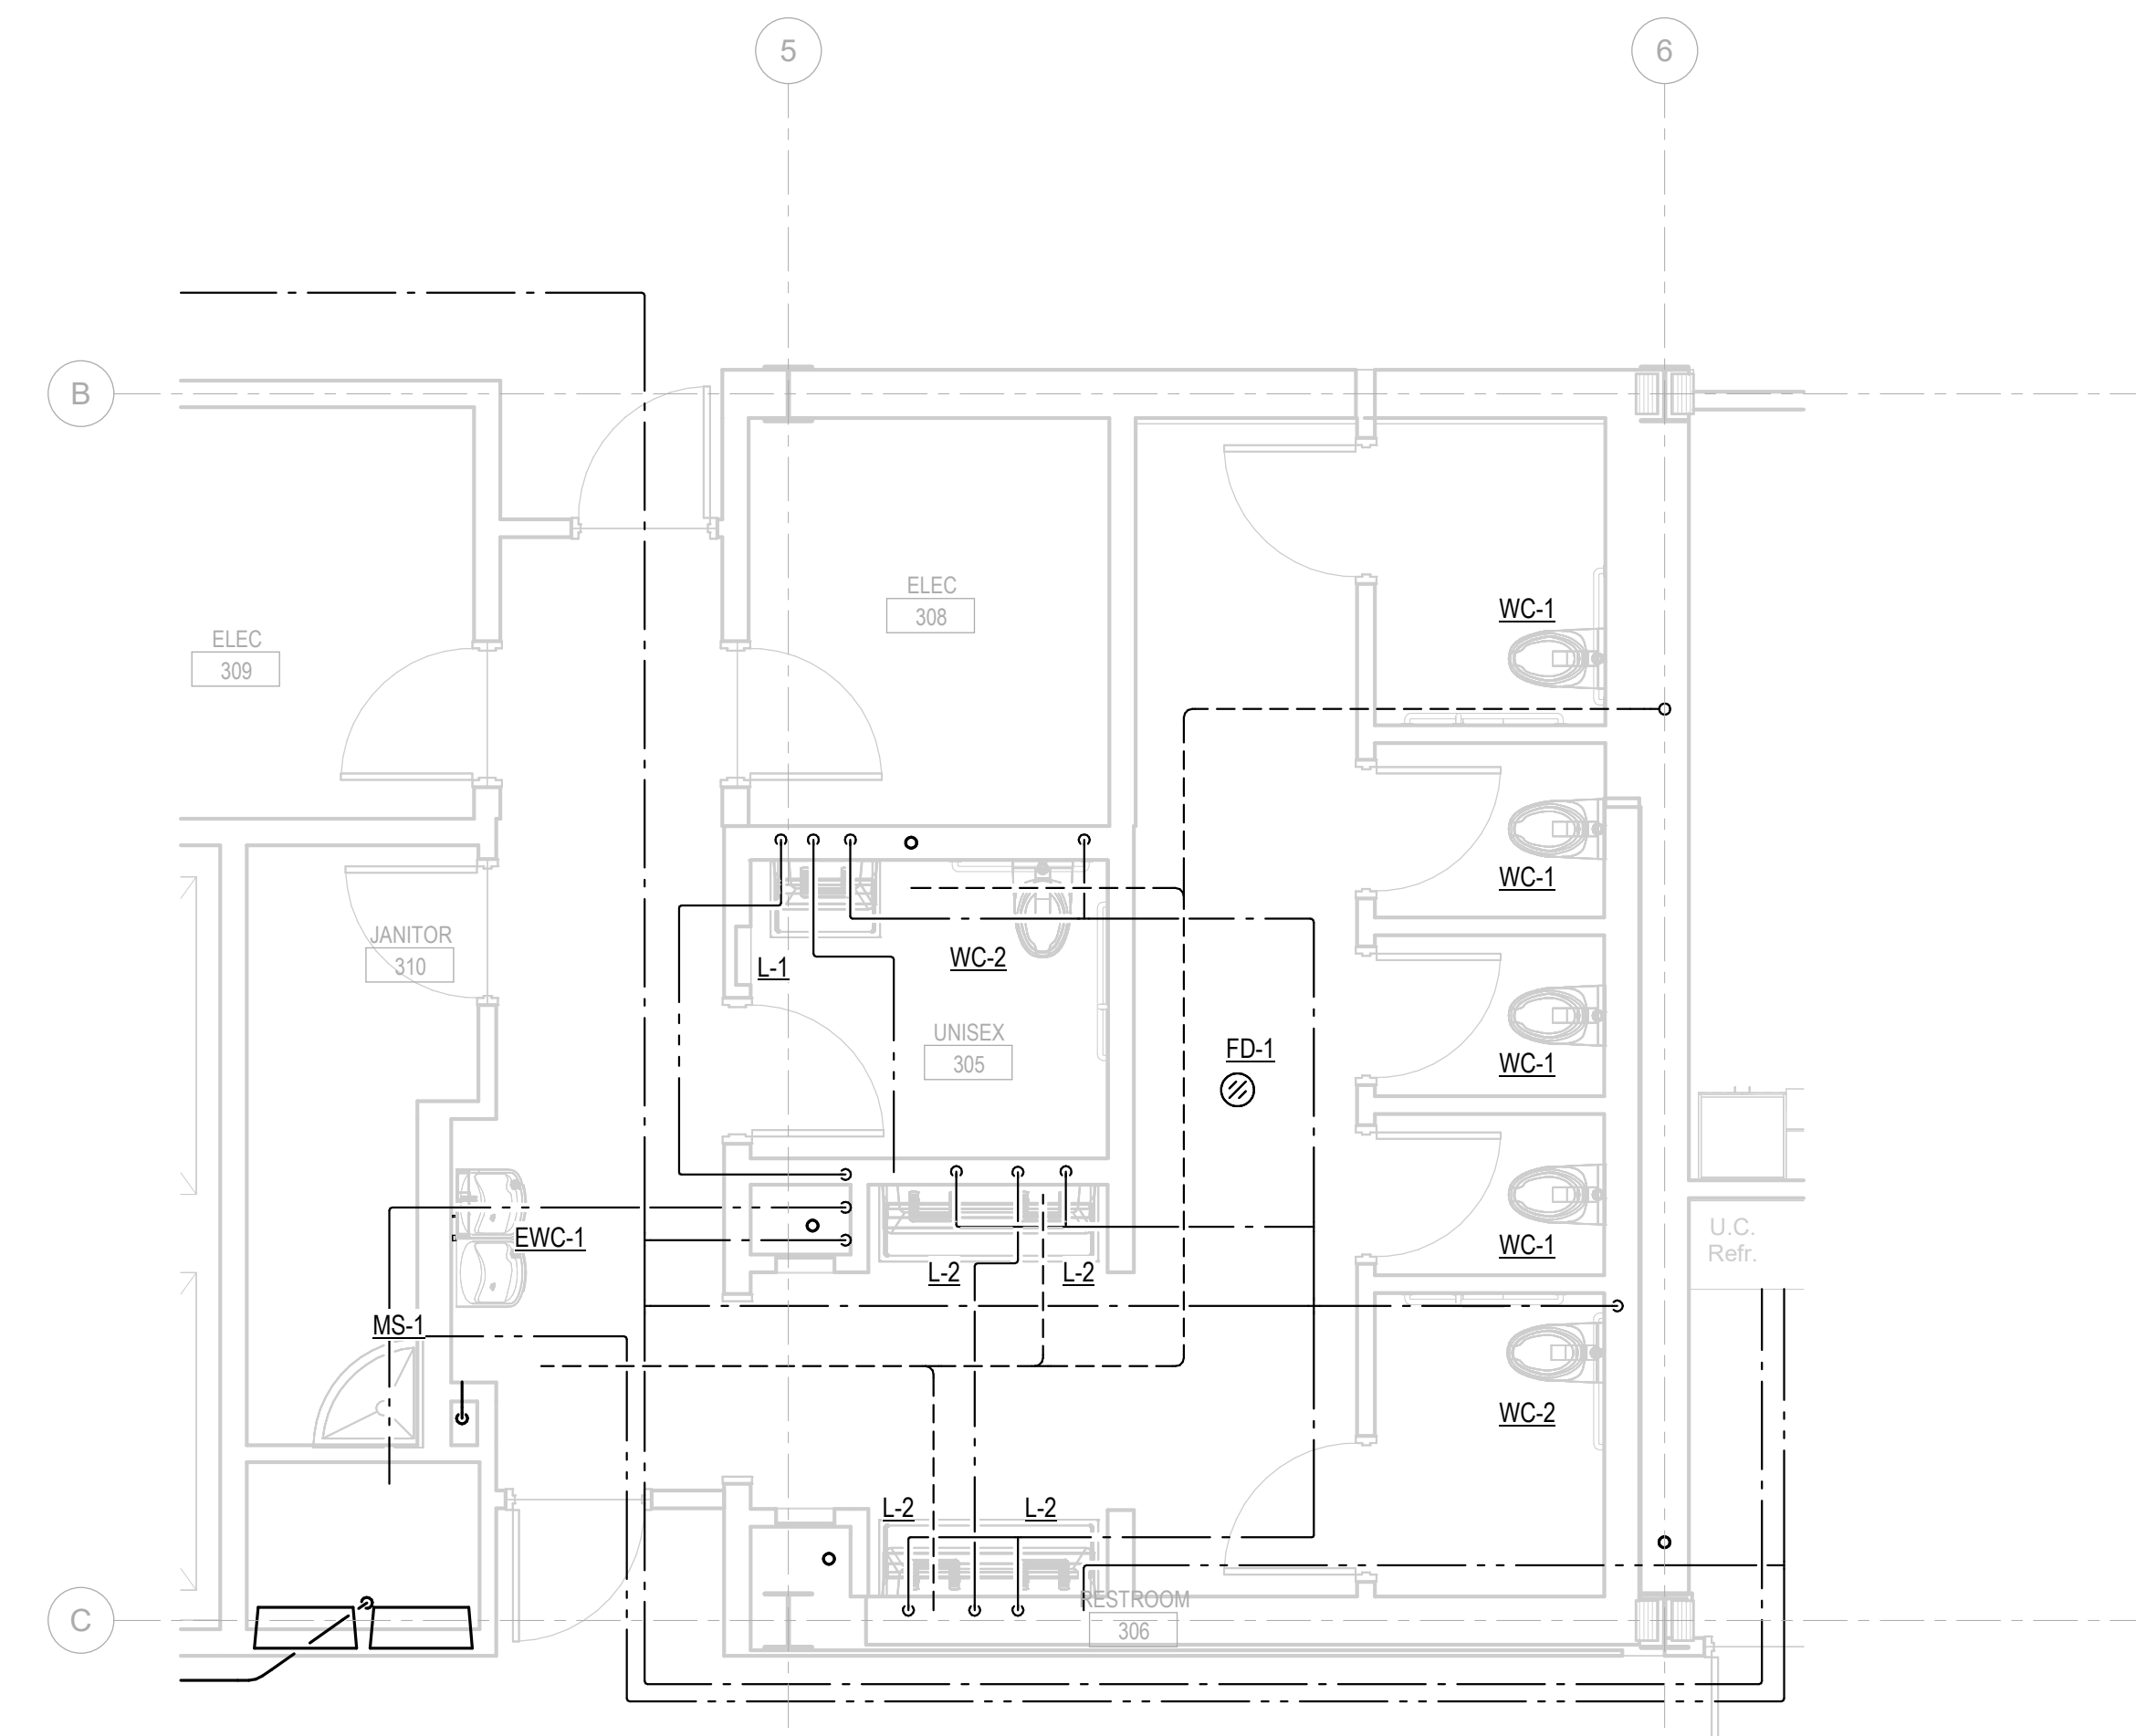 5
6
B
ELEC
308
WC-1
ELEC
309
WC-1
JANITOR
310
WC-2
L-1
UNISEX
305
FD-1
WC-1
EWC-1
WC-1
U.C.
Refr.
L-2
L-2
MS-1
WC-2
L-2
L-2
RESTROOM
306
C